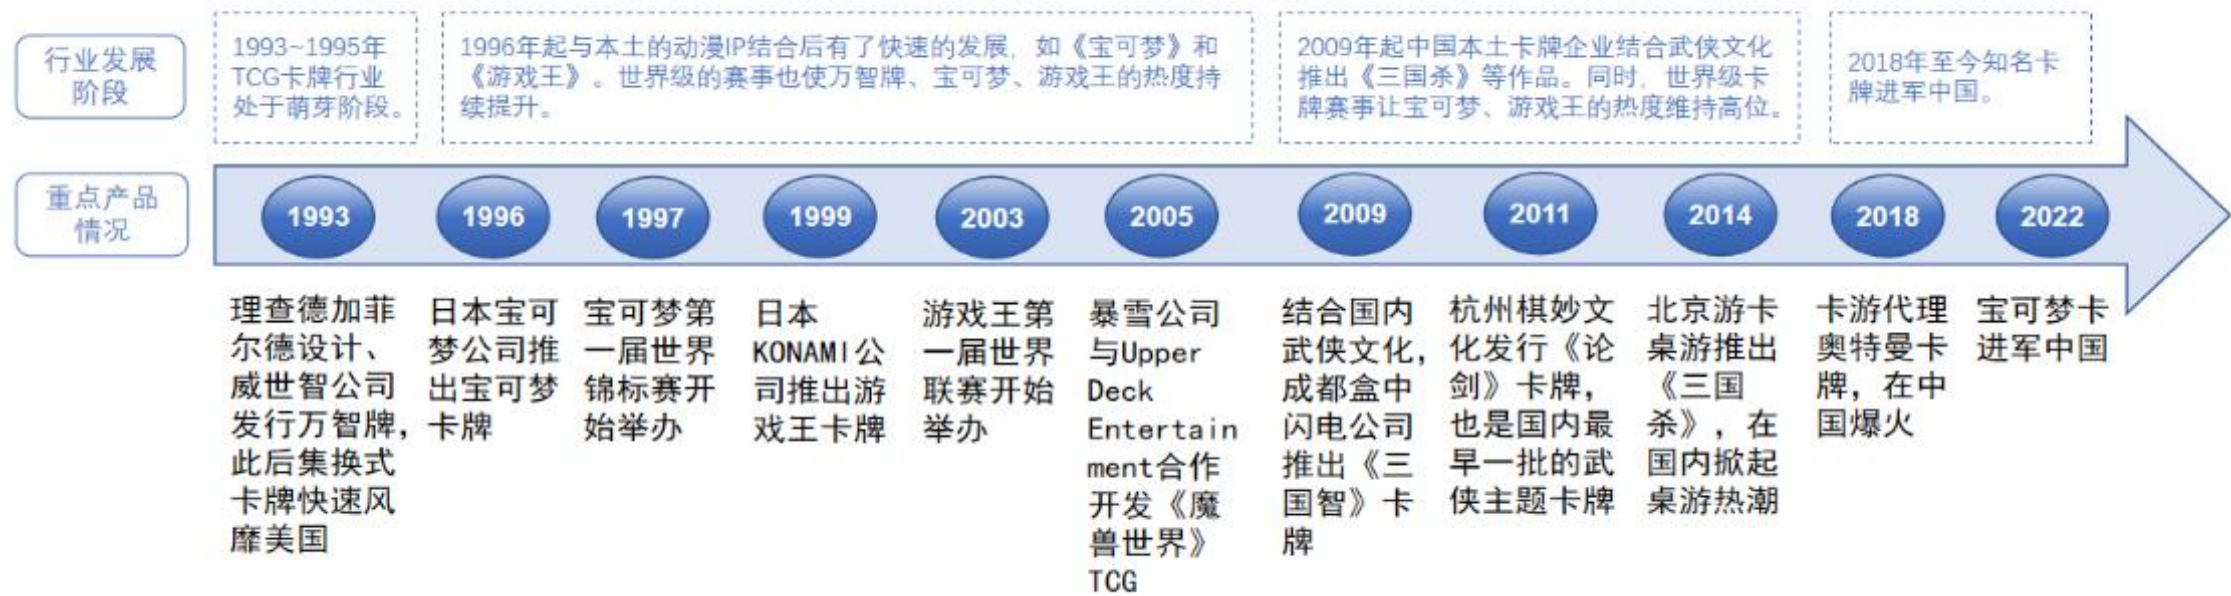 行业发展
阶段
1993~1995年
TCG卡牌行业
处于萌芽阶段。
1996年起与本土的动漫IP结合后有了快速的发展，如《宝可梦》和
《游戏王》。世界级的赛事也使万智牌、宝可梦、游戏王的热度持
续提升。
2009年起中国本土卡牌企业结合武侠文化
推出《三国杀》等作品。同时，世界级卡
牌赛事让宝可梦、游戏王的热度维持高位。
2018年至今知名卡
牌进军中国。
重点产品
情况
1993
1996
1997
1999
2003
2005
2009
2011
2014
2018
2022
理查德加菲
尔德设计、
威世智公司
发行万智牌，
此后集换式
卡牌快速风
靡美国
日本宝可
梦公司推
出宝可梦
卡牌
宝可梦第
一届世界
锦标赛开
始举办
日本
KONAMI公
司推出游
戏王卡牌
游戏王第
一届世界
联赛开始
举办
暴雪公司
与Upper
Deck
Entertain
ment合作
开发《魔
兽世界》
TCG
结合国内
武侠文化，
成都盒中
闪电公司
推出《三
国智》卡
牌
杭州棋妙文
化发行《论
剑》卡牌，
也是国内最
早一批的武
侠主题卡牌
北京游卡
桌游推出
《三国
杀》，在
国内掀起
桌游热潮
卡游代理
奥特曼卡
牌，在中
国爆火
宝可梦卡
进军中国